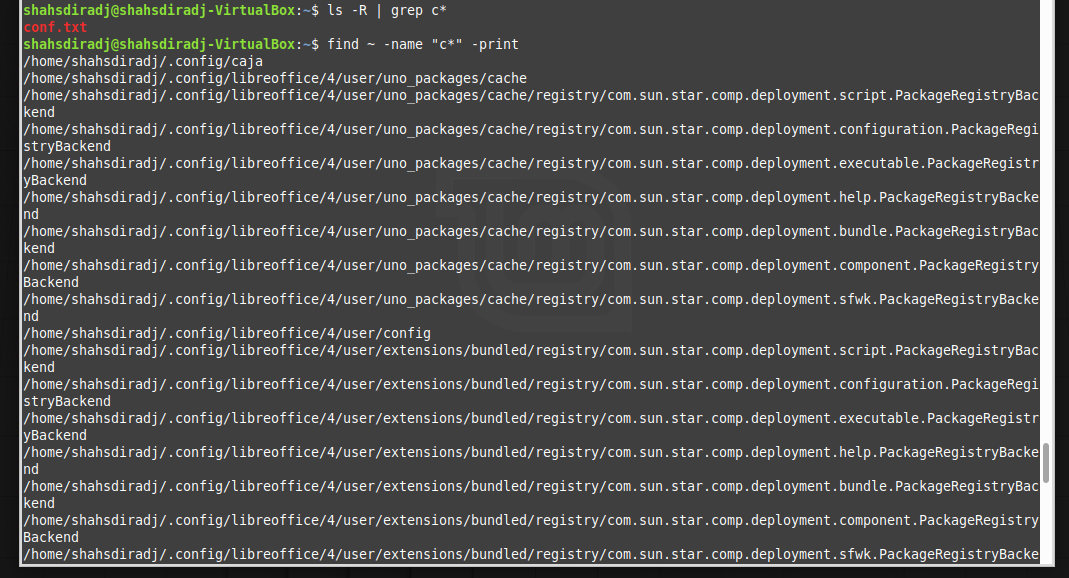 shahsdiradj@shahsdiradj-VirtualBox:~$ ls -R | grep c*
conf.txt
shahsdiradj@shahsdiradj-VirtualBox:~$ find ~ -name "c*" -print
/home/shahsdiradj/.config/caja
/home/shahsdiradj/.config/libreoffice/4/user/uno_packages/cache
/home/shahsdiradj/.config/libreoffice/4/user/uno_packages/cache/registry/com.sun.star.comp.deployment.script.PackageRegistryBac
kend
/home/shahsdiradj/.config/libreoffice/4/user/uno_packages/cache/registry/com.sun.star.comp.deployment.configuration.PackageRegi
stryBackend
/home/shahsdiradj/.config/libreoffice/4/user/uno_packages/cache/registry/com.sun.star.comp.deployment.executable.PackageRegistr
yBackend
/home/shahsdiradj/.config/libreoffice/4/user/uno_packages/cache/registry/com.sun.star.comp.deployment.help.PackageRegistryBacke
nd
/home/shahsdiradj/.config/libreoffice/4/user/uno_packages/cache/registry/com.sun.star.comp.deployment.bundle.PackageRegistryBac
kend
/home/shahsdiradj/.config/libreoffice/4/user/uno_packages/cache/registry/com.sun.star.comp.deployment.component.PackageRegistry
Backend
/home/shahsdiradj/.config/libreoffice/4/user/uno_packages/cache/registry/com.sun.star.comp.deployment.sfwk.PackageRegistryBacke
nd
/home/shahsdiradj/.config/libreoffice/4/user/config
/home/shahsdiradj/.config/libreoffice/4/user/extensions/bundled/registry/com.sun.star.comp.deployment.script.PackageRegistryBac
kend
/home/shahsdiradj/.config/libreoffice/4/user/extensions/bundled/registry/com.sun.star.comp.deployment.configuration.PackageRegi
stryBackend
/home/shahsdiradj/.config/libreoffice/4/user/extensions/bundled/registry/com.sun.star.comp.deployment.executable.PackageRegistr
yBackend
/home/shahsdiradj/.config/libreoffice/4/user/extensions/bundled/registry/com.sun.star.comp.deployment.help.PackageRegistryBacke
nd
/home/shahsdiradj/.config/libreoffice/4/user/extensions/bundled/registry/com.sun.star.comp.deployment.bundle.PackageRegistryBac
kend
/home/shahsdiradj/.config/libreoffice/4/user/extensions/bundled/registry/com.sun.star.comp.deployment.component.PackageRegistry
Backend
/home/shahsdiradj/.config/libreoffice/4/user/extensions/bundled/registry/com.sun.star.comp.deployment.sfwk.PackageRegistryBacke